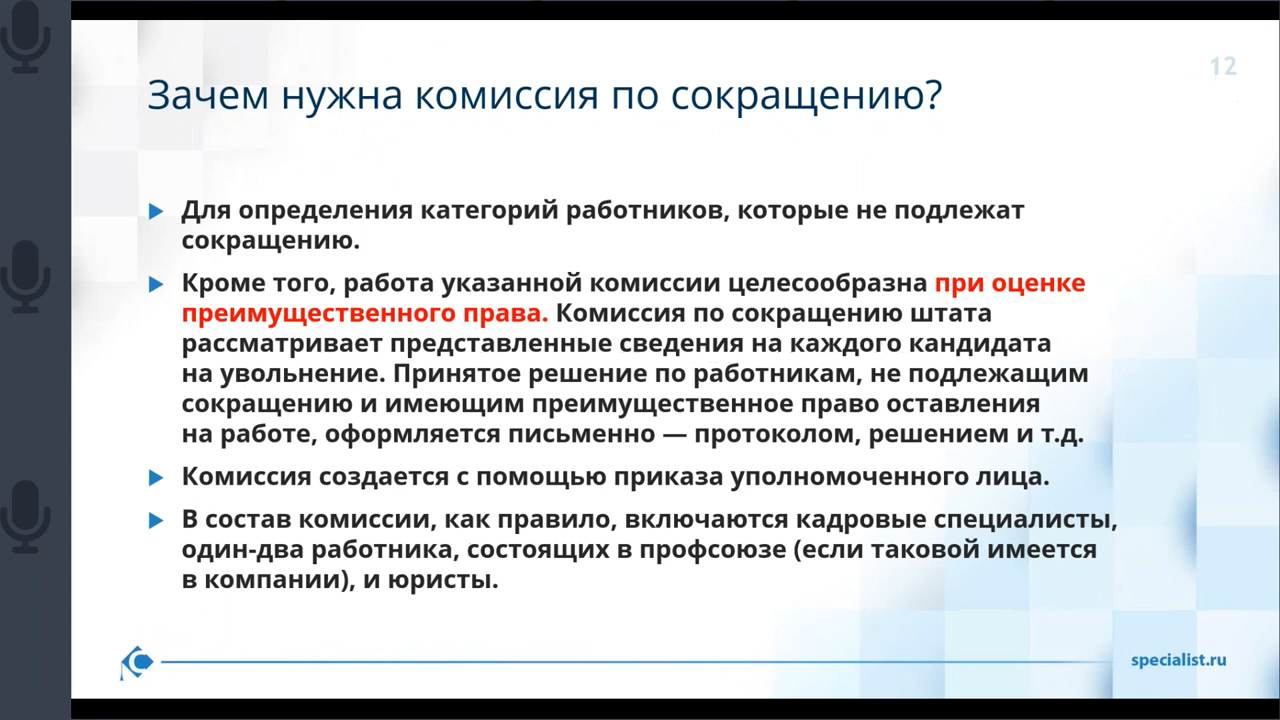 12
Зачем нужна комиссия по сокращению?
Для определения категорий работников, которые не подлежат
сокращению.
Кроме того, работа указанной комиссии целесообразна при оценке
преимущественного права. Комиссия по сокращению штата
рассматривает представленные сведения на каждого кандидата
на увольнение. Принятое решение по работникам, не подлежащим
сокращению и имеющим преимущественное право оставления
на работе, оформляется письменно — протоколом, решением и т.д.
Комиссия создается с помощью приказа уполномоченного лица.
В состав комиссии, как правило, включаются кадровые специалисты,
один-два работника, состоящих в профсоюзе (если таковой имеется
в компании), и юристы.
specialist.ru